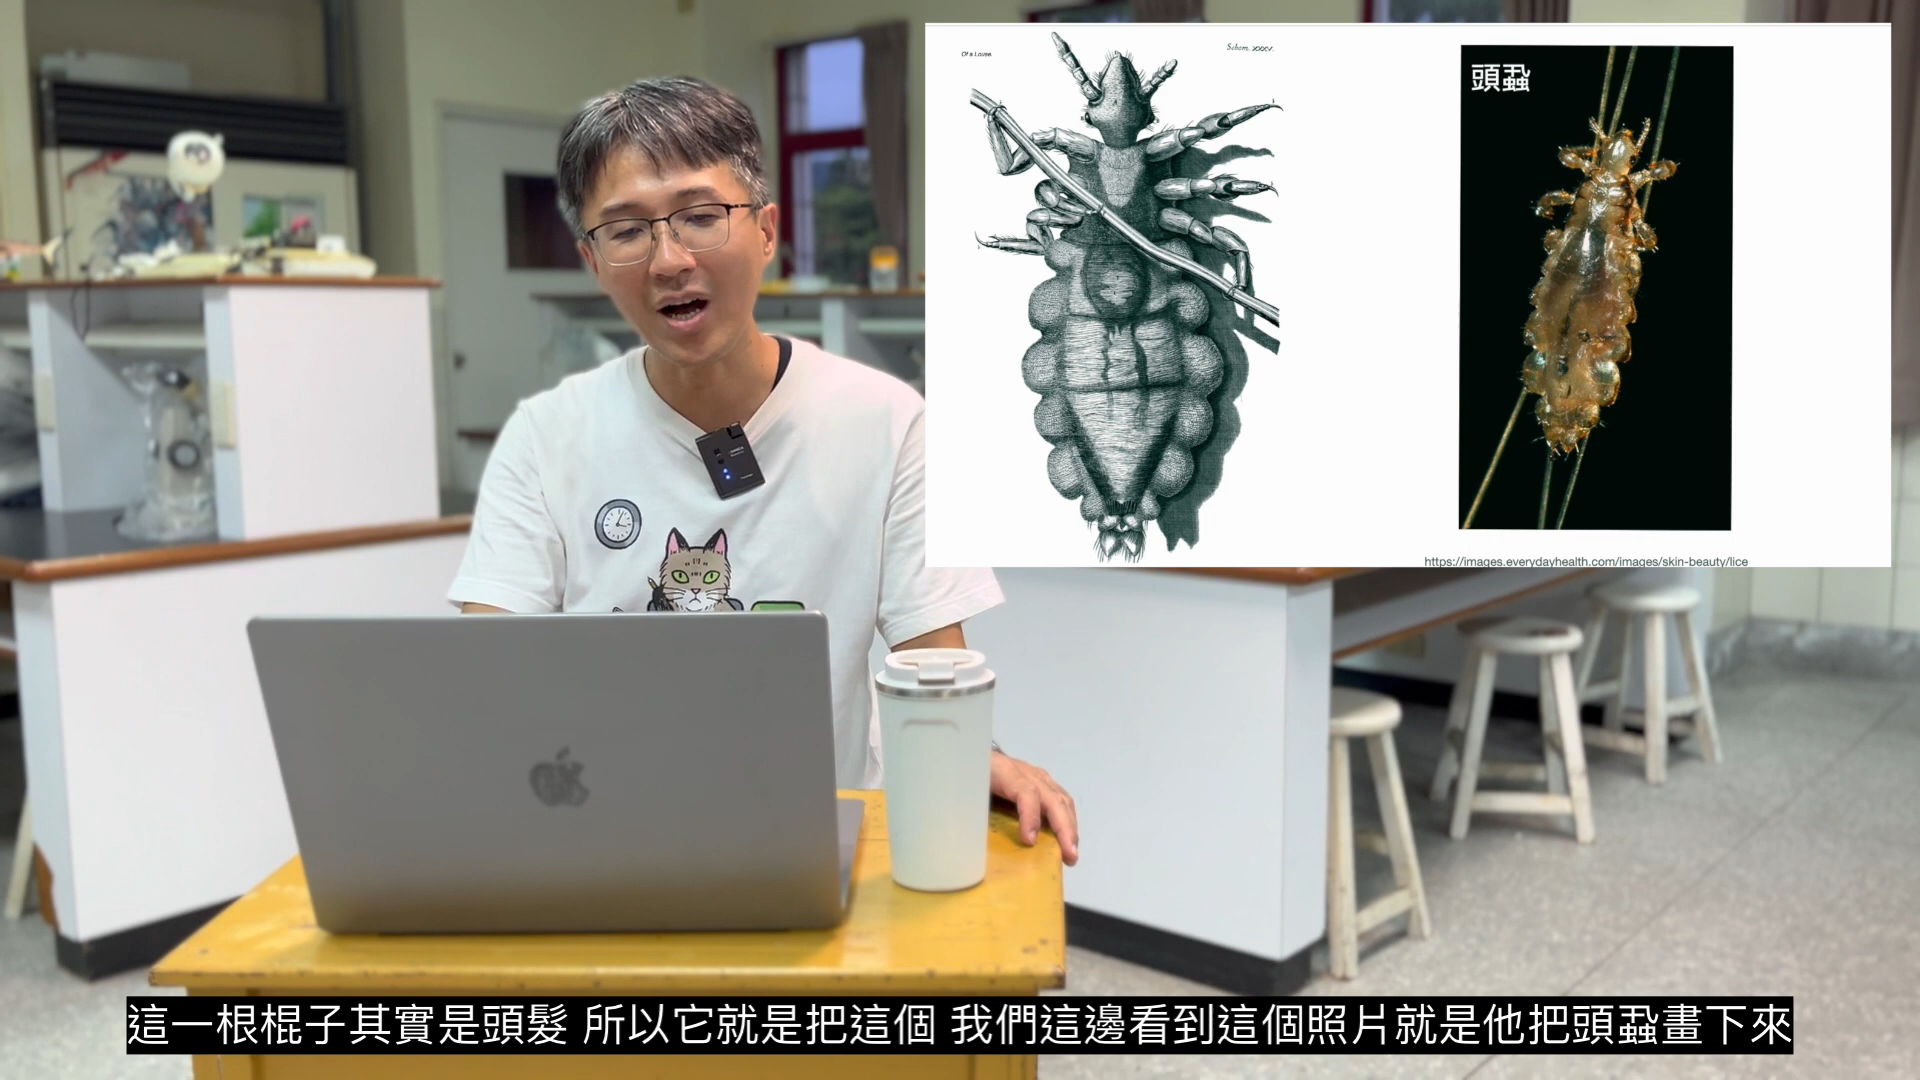 Of a Louse.
Schem. XXXV.
頭蝨
https://images.everydayhealth.com/images/skin-beauty/lice
這一根棍子其實是頭髮 所以它就是把這個 我們這邊看到這個照片就是他把頭蝨畫下來